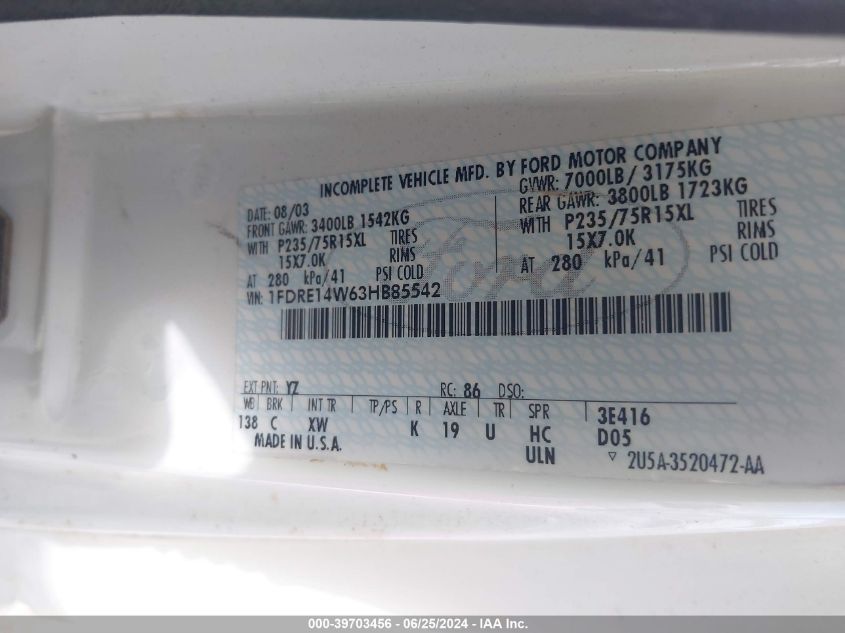 INCOMPLETE VEHICLE MFD. BY FORD MOTOR COMPANY
DATE: 08/03
GVWR: 7000LB / 3175KG
FRONT GAWR: 3400LB 1542KG
REAR GAWR: 3800LB 1723KG
WITH P235/75R15XL TIRES
WITH P235/75R15XL TIRES
15X7.0K RIMS
15X7.0K RIMS
AT 280 kPa/41 PSI COLD
AT 280 kPa/41 PSI COLD
VIN: 1FDRE14W63HB85542
Ford
EXT PNT: YZ RC: 86 DSO:
WB BRK INT TR TP/PS R AXLE TR SPR 3E416
138 C XW K 19 U HC D05
MADE IN U.S.A. ULN ▽ 2U5A-3520472-AA
000-39703456 - 06/25/2024 - IAA Inc.